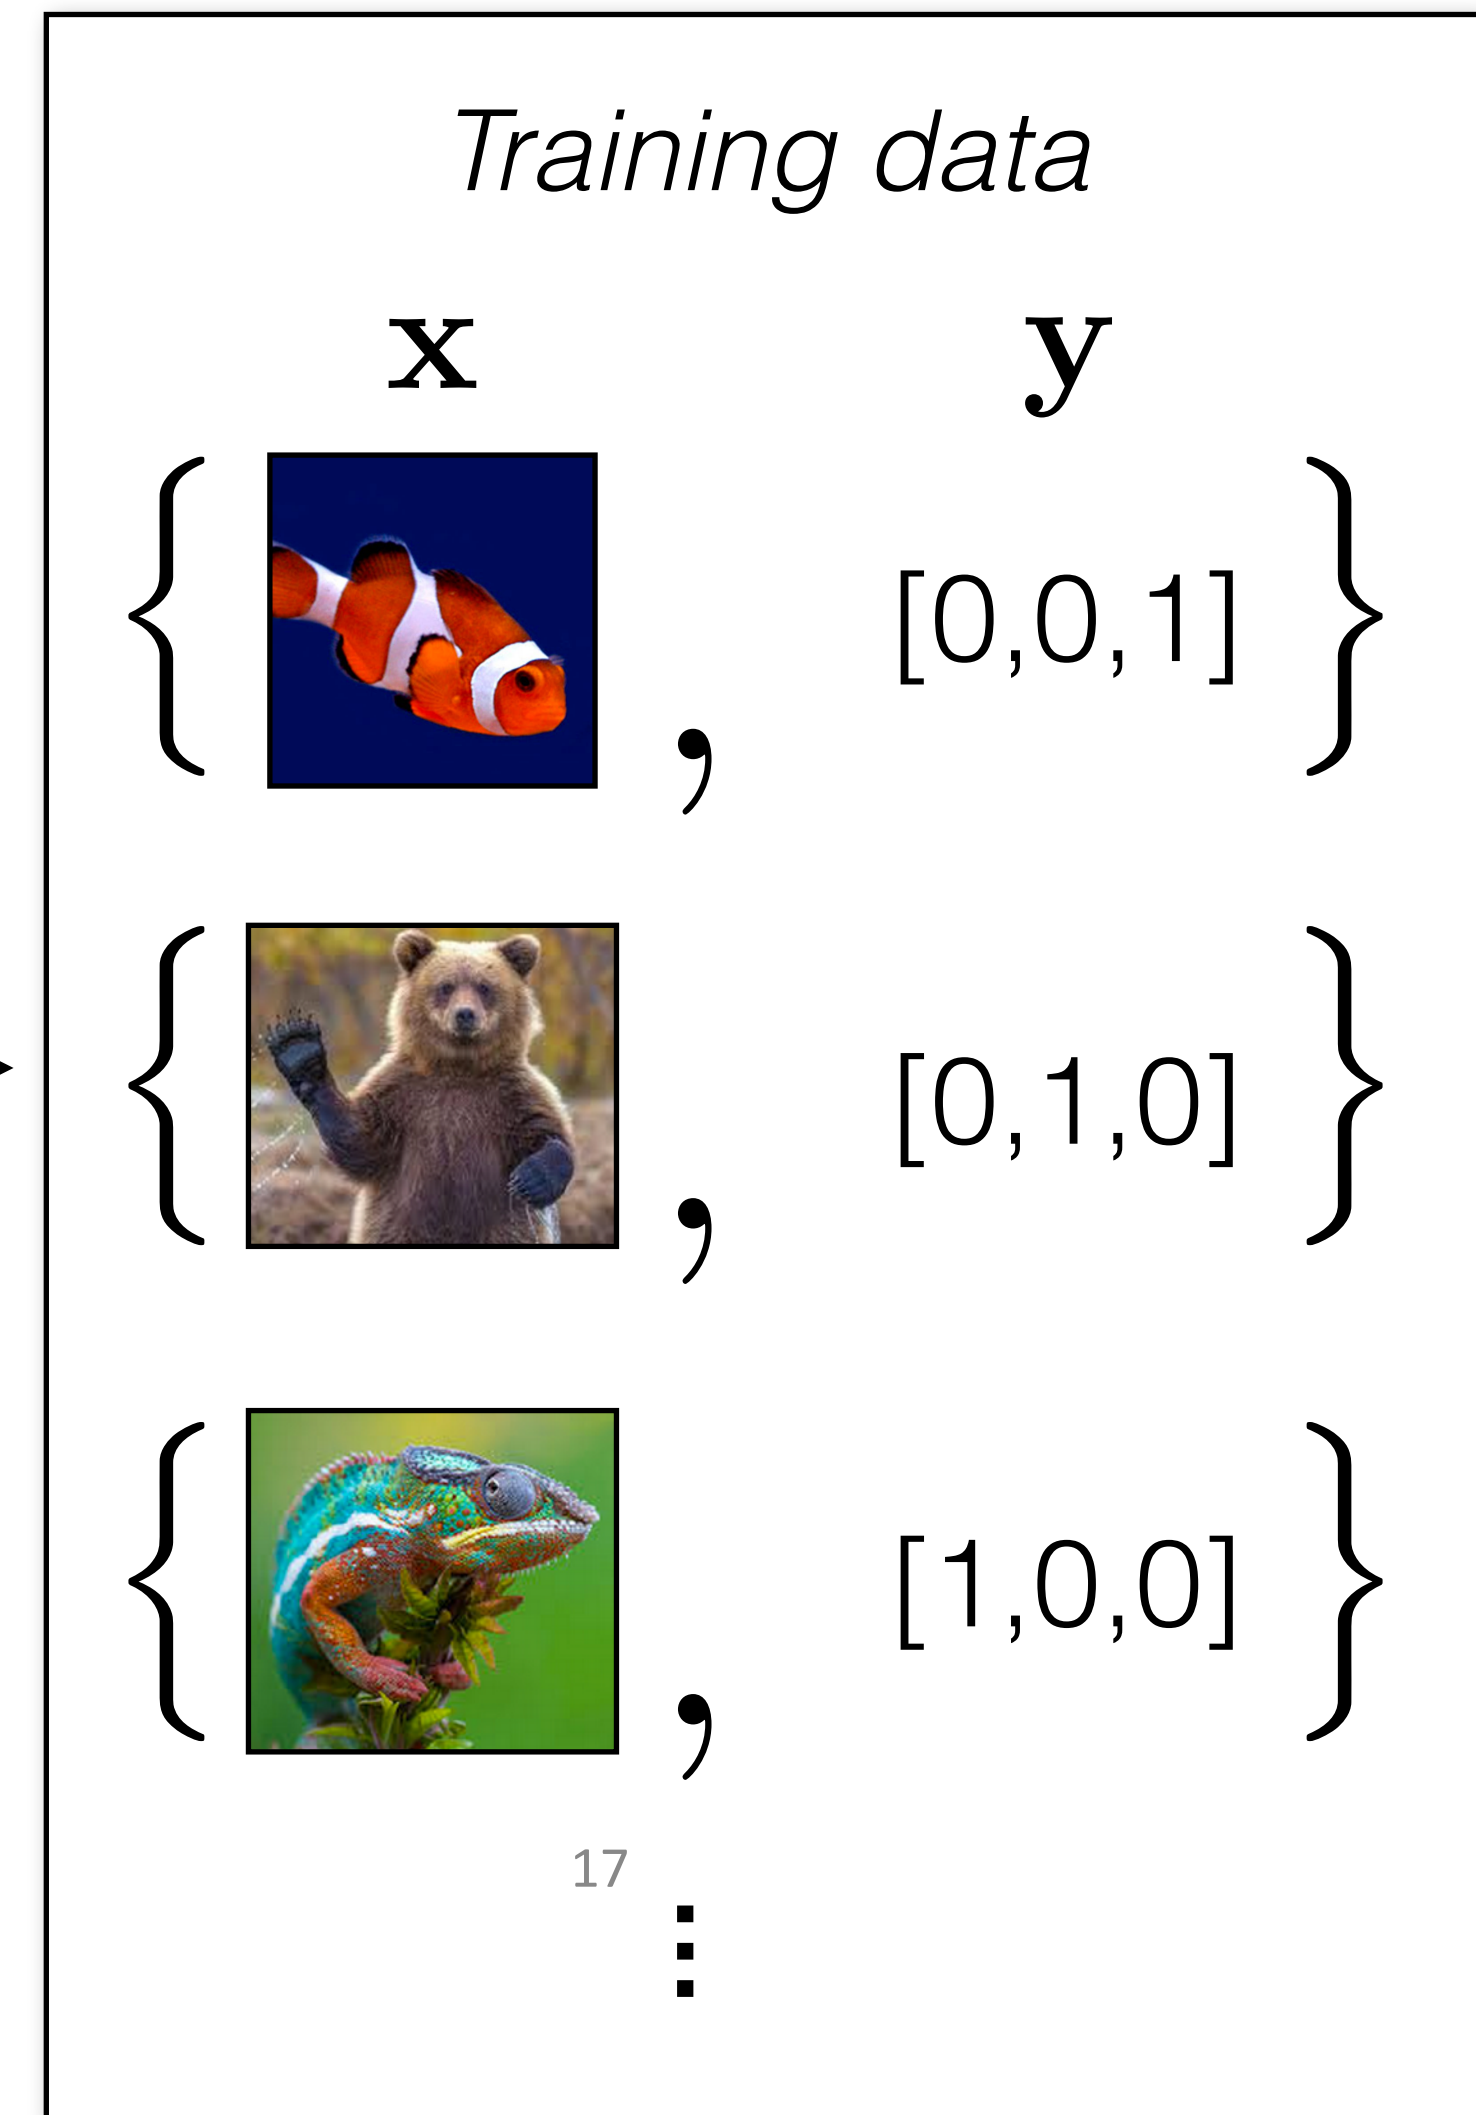 Training data
x y
{ , [0,0,1] }
{ , [0,1,0] }
{ , [1,0,0] }
17
⋮